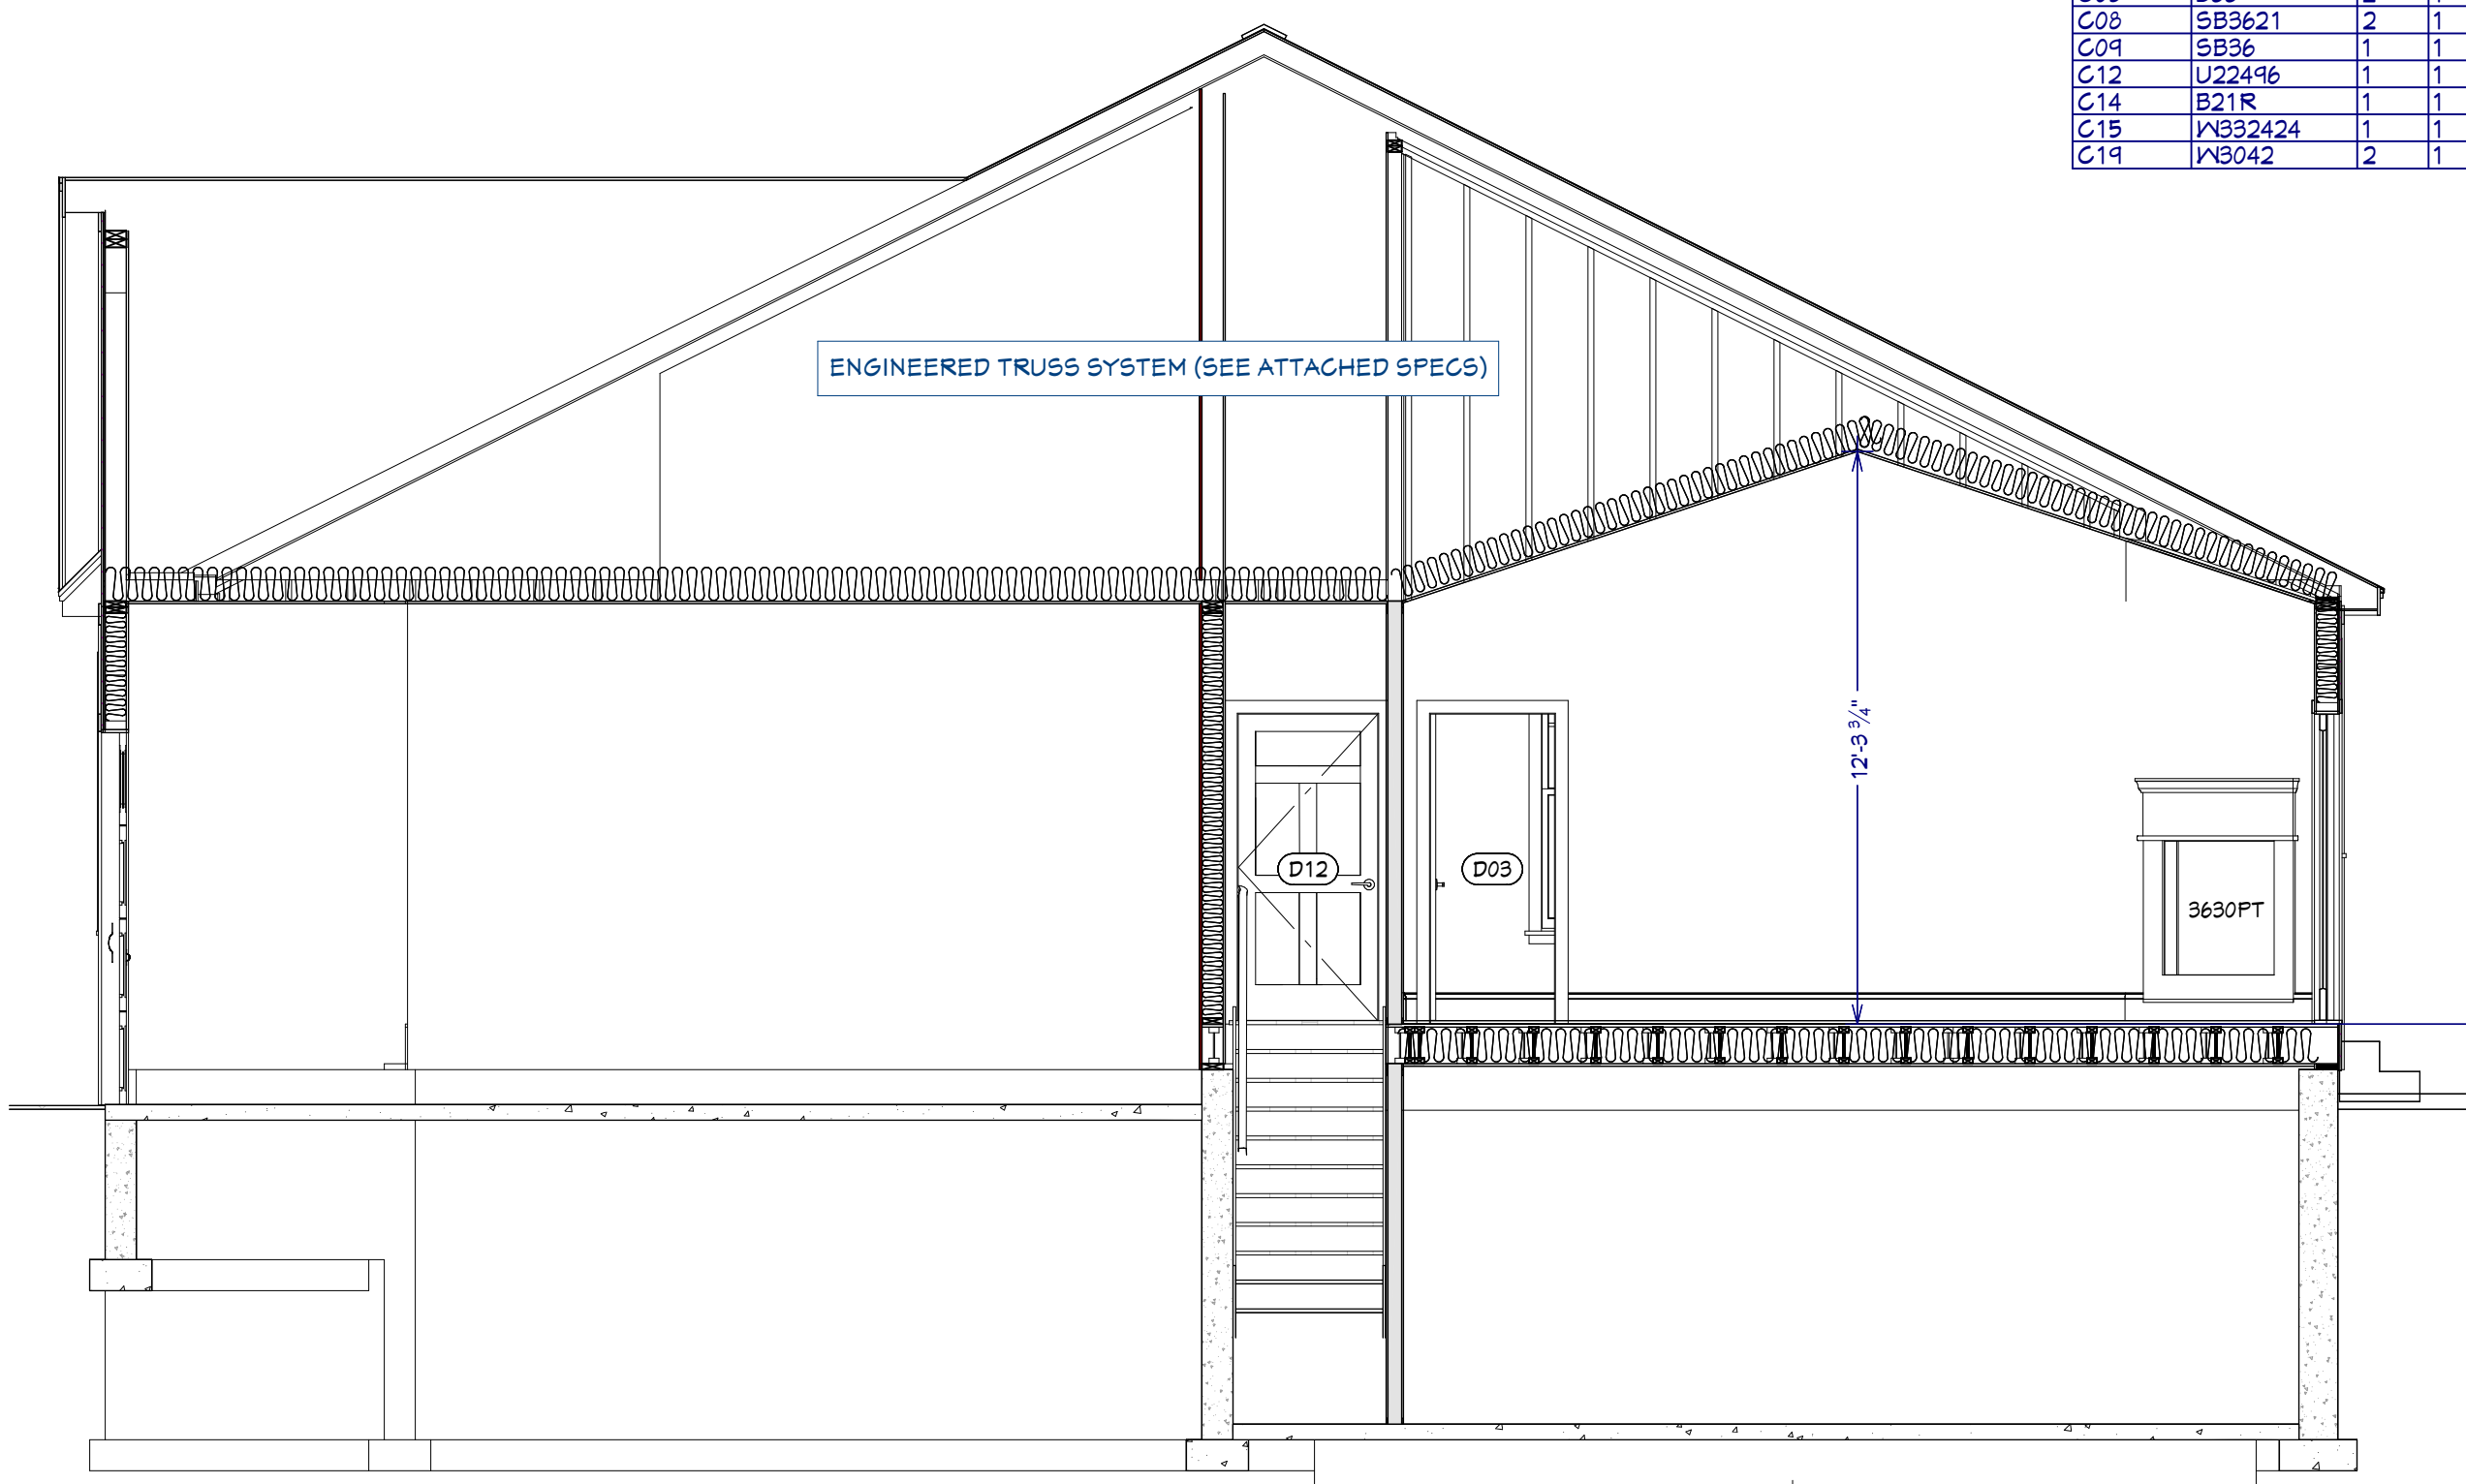 C08 SB3621 2 1
C09 SB36 1 1
C12 U22496 1 1
C14 B21R 1 1
C15 W332424 1 1
C19 W3042 2 1
ENGINEERED TRUSS SYSTEM (SEE ATTACHED SPECS)
12'-3 3/4"
D12
D03
3630PT